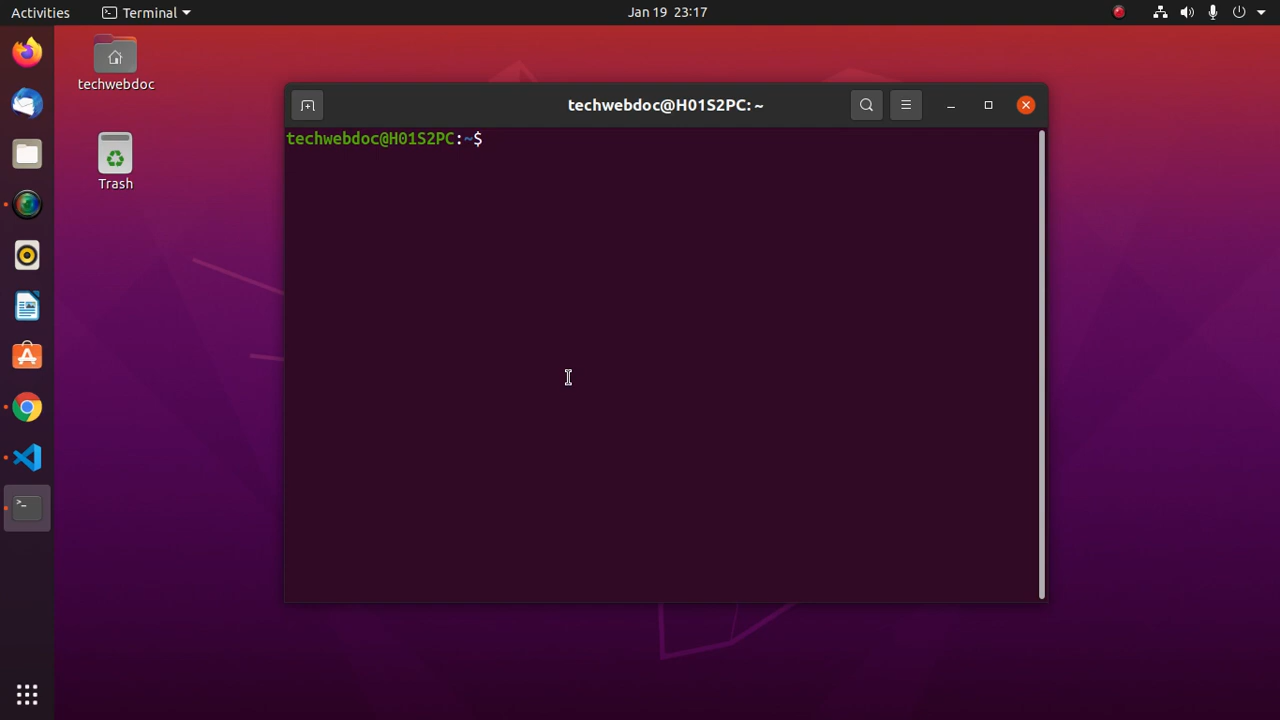 Activities
Terminal
Jan 19 23:17
techwebdoc
Trash
techwebdoc@H01S2PC: ~
techwebdoc@H01S2PC:~$